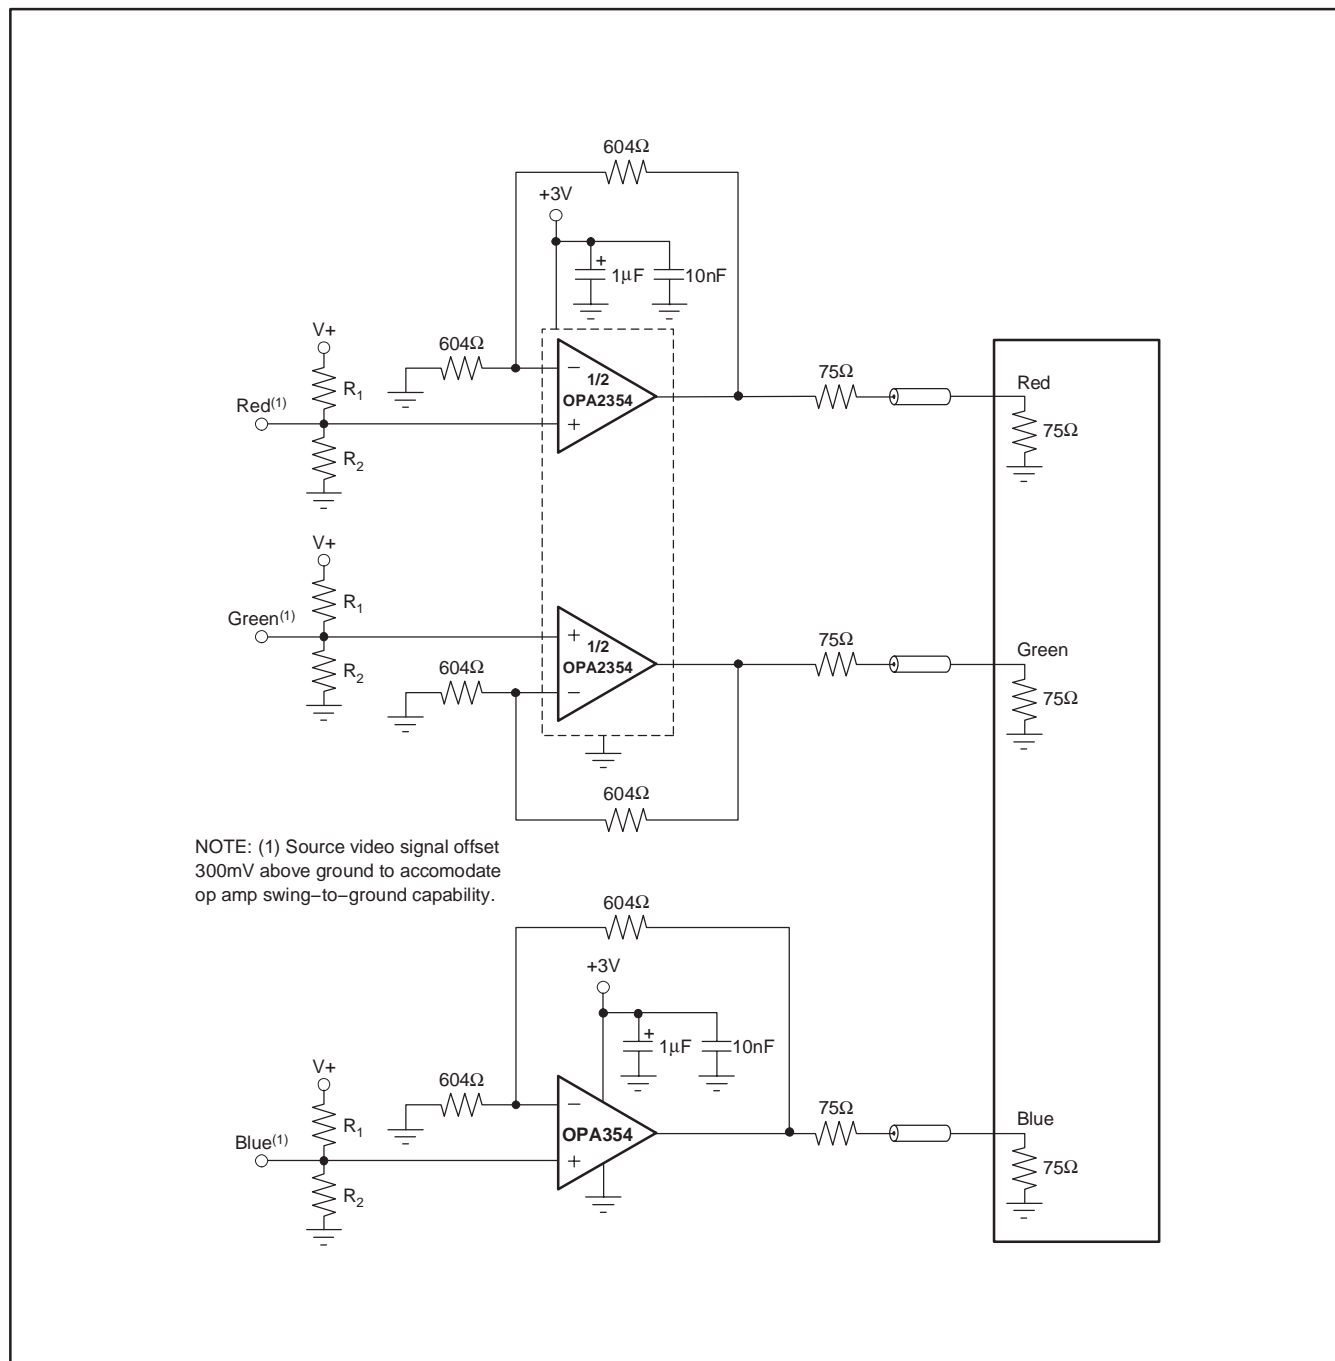 604Ω
+3V
+
1μF
10nF
V+
604Ω
R1
Red(1)
R2
−
1/2
OPA2354
+
75Ω
Red
75Ω
V+
R1
Green(1)
R2
604Ω
+
1/2
OPA2354
−
75Ω
Green
75Ω
604Ω
NOTE: (1) Source video signal offset
300mV above ground to accomodate
op amp swing−to−ground capability.
604Ω
+3V
+
1μF
10nF
V+
604Ω
R1
Blue(1)
R2
−
OPA354
+
75Ω
Blue
75Ω